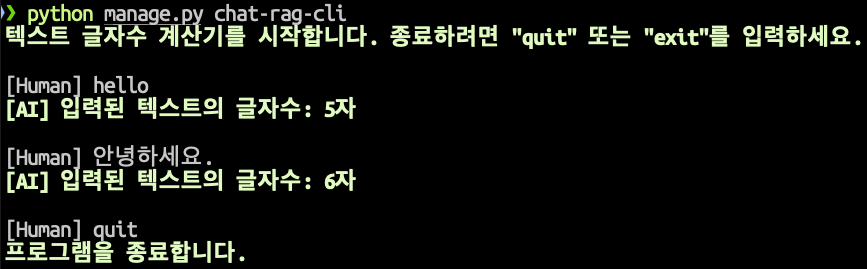 ❯ python manage.py chat-rag-cli
텍스트 글자수 계산기를 시작합니다. 종료하려면 "quit" 또는 "exit"를 입력하세요.
[Human] hello
[AI] 입력된 텍스트의 글자수: 5자
[Human] 안녕하세요.
[AI] 입력된 텍스트의 글자수: 6자
[Human] quit
프로그램을 종료합니다.